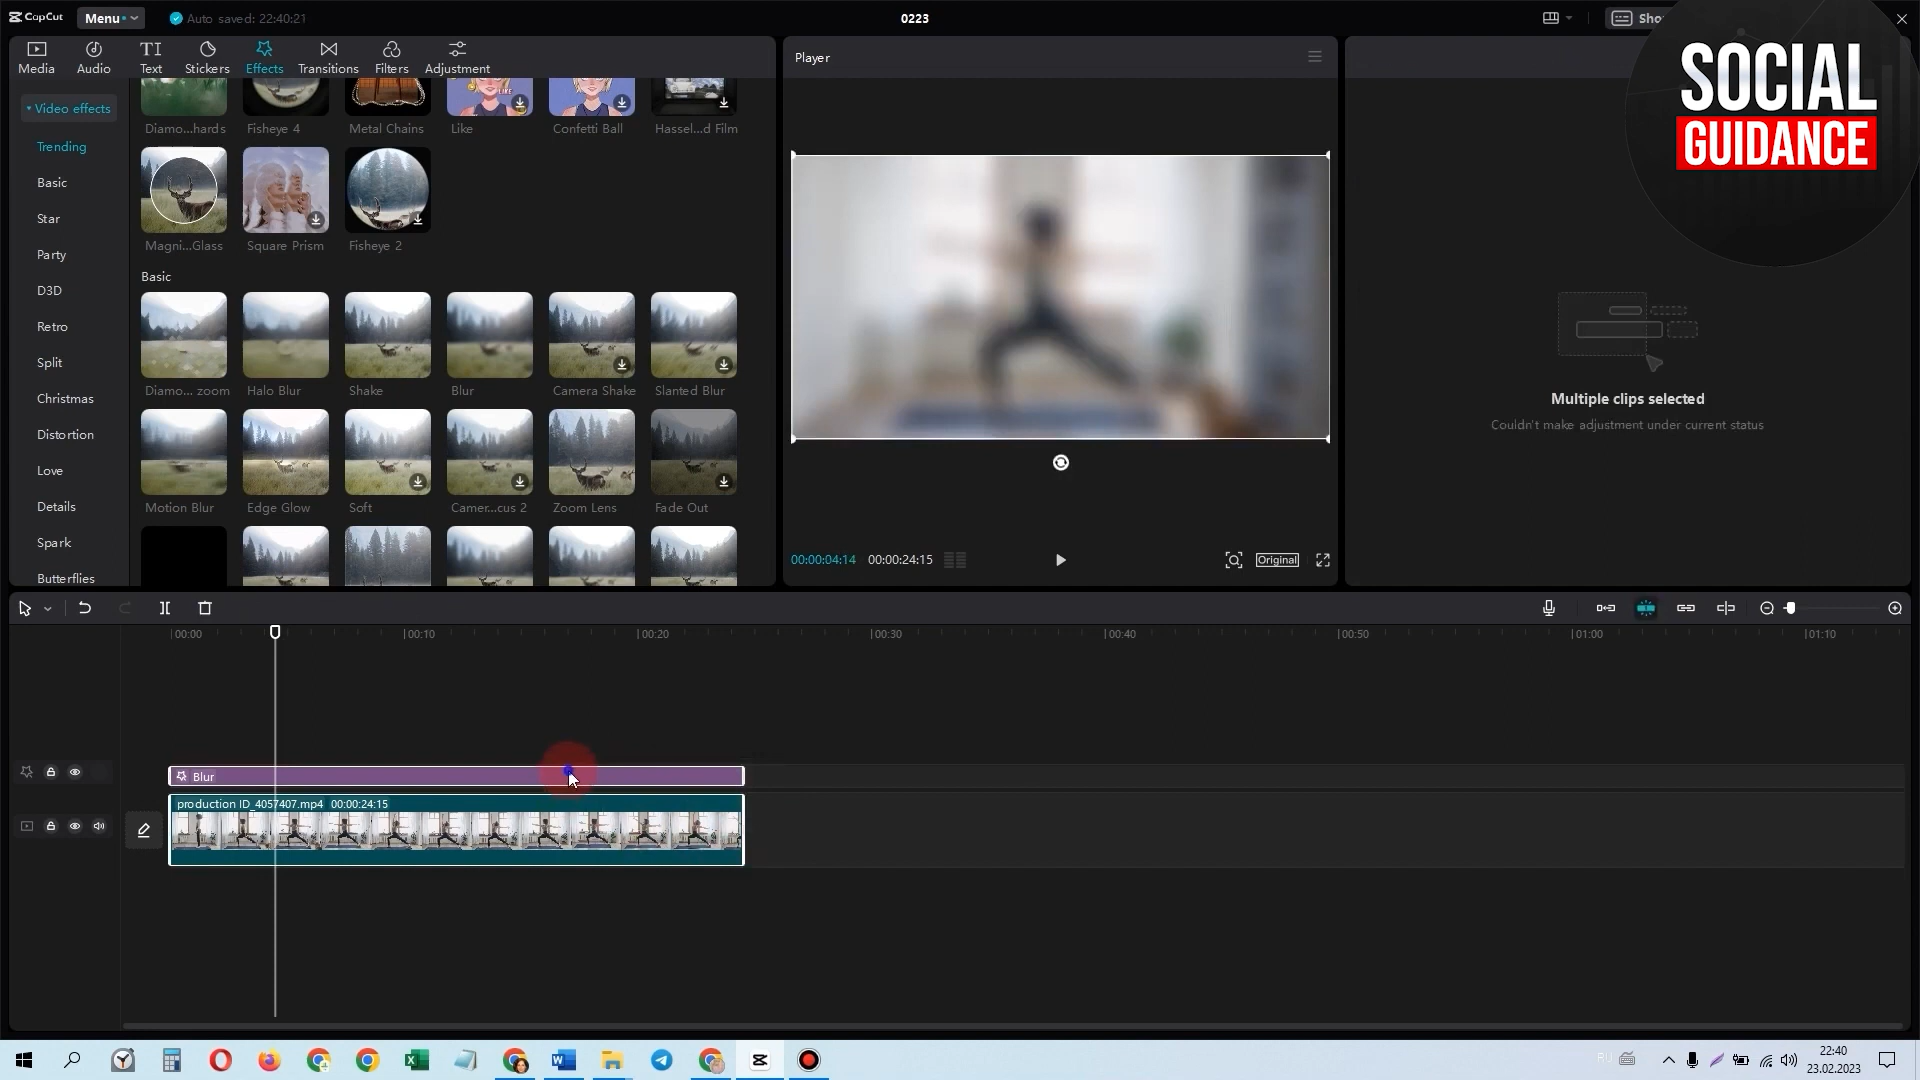 CapCut
Menu
Auto saved: 22:40:21
0223
Sho
SOCIAL
GUIDANCE
Media
Audio
TI
Text
Stickers
Effects
Transitions
Filters
Adjustment
Player
Video effects
Trending
Basic
Star
Party
D3D
Retro
Split
Christmas
Distortion
Love
Details
Spark
Butterflies
LIKE
Diamo...hards
Fisheye 4
Metal Chains
Like
Confetti Ball
Hassel...d Film
Magni...Glass
Square Prism
Fisheye 2
Basic
Diamo... zoom
Halo Blur
Shake
Blur
Camera Shake
Slanted Blur
Motion Blur
Edge Glow
Soft
Camer...cus 2
Zoom Lens
Fade Out
Multiple clips selected
Couldn't make adjustment under current status
00:00:04:14
00:00:24:15
Original
00:00
00:10
00:20
00:30
00:40
00:50
01:00
01:10
Blur
production ID_4057407.mp4 00:00:24:15
RU
22:40
23.02.2023